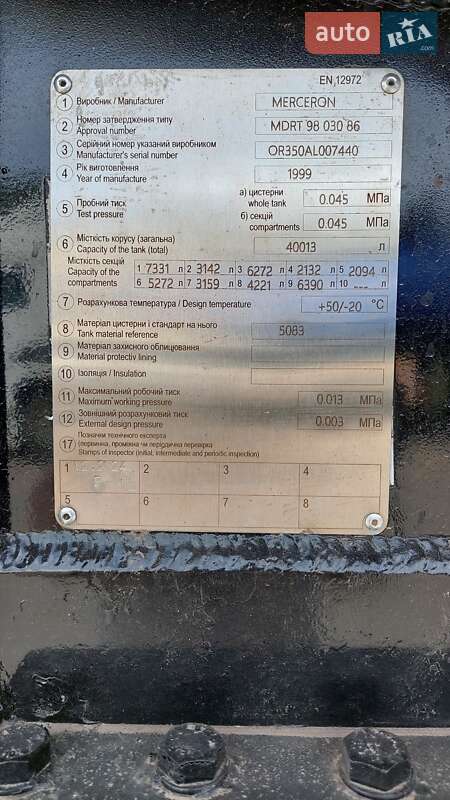 auto RIA .com
EN 12972
1 Виробник / Manufacturer MERCERON
2 Номер затвердження типу
Approval number MDRT 98 030 86
3 Серійний номер указаний виробником
Manufacturer's serial number OR350AL007440
4 Рік виготовлення
Year of manufacture 1999
5 Пробний тиск
Test pressure
а) цистерни
whole tank 0.045 МПа
б) секцій
compartments 0.045 МПа
6 Місткість корусу (загальна)
Capacity of the tank (total) 40013 л
Місткість секцій
Capacity of the
compartments
1 7331 л 2 3142 л 3 6272 л 4 2132 л 5 2094 л
6 5272 л 7 3159 л 8 4221 л 9 6390 л 10 --- л
7 Розрахункова температура / Design temperature +50/-20 °C
8 Матеріал цистерни і стандарт на нього
Tank material reference 5083
9 Матеріал захисного облицювання
Material protectiv lining
10 Ізоляція / Insulation
11 Максимальний робочий тиск
Maximum working pressure 0.013 МПа
12 Зовнішний розрахунковий тиск
External design pressure 0.003 МПа
17 Позначки технічного експерта
(первинна, проміжна чи періодична перевірка)
Stamps of inspector (initial, intermediate and periodic inspection)
1 2 3 4
5 6 7 8